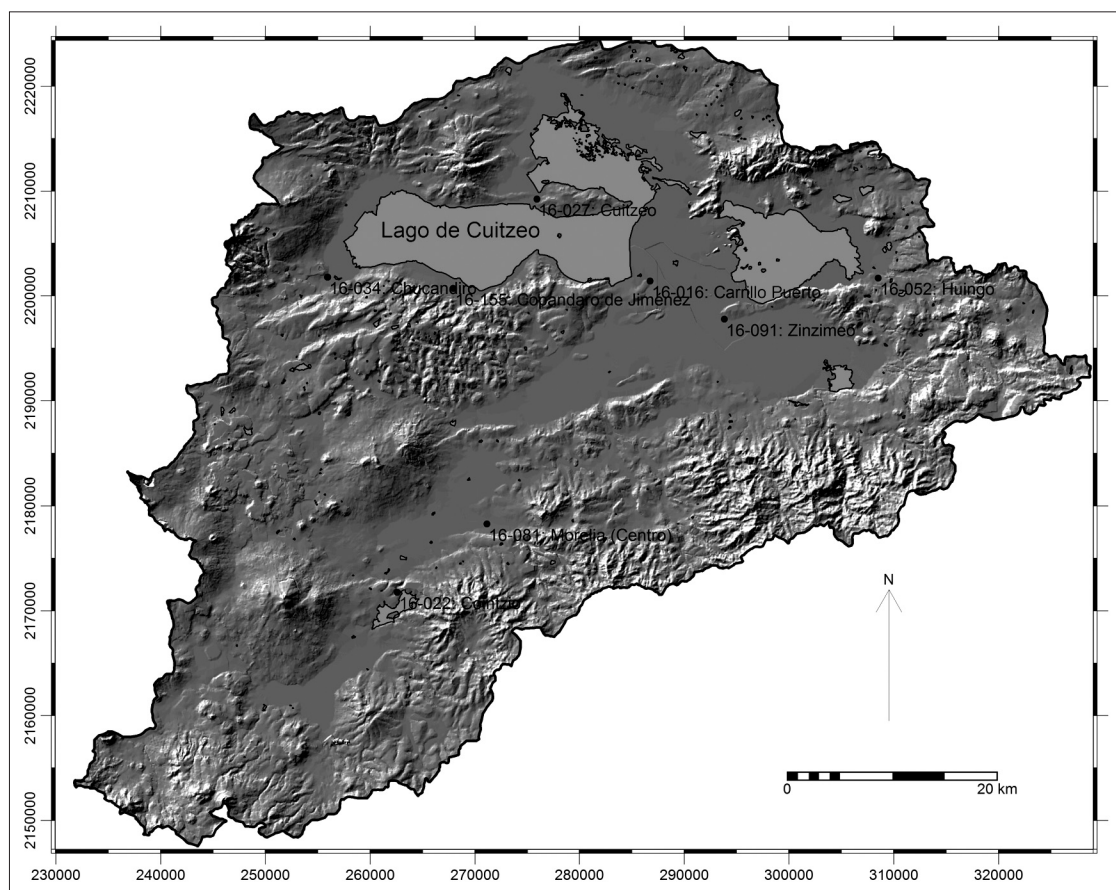 2220000
2210000
2200000
2190000
2180000
2170000
2160000
2150000
16-027: Cuitzeo
Lago de Cuitzeo
16-034: Chucandiro
16-155: Copandaro de Jimenez
16-016: Carrillo Puerto
16-052: Huingo
16-091: Zinzimeo
16-081: Morelia (Centro)
16-022: Cointzio
N
0 20 km
230000 240000 250000 260000 270000 280000 290000 300000 310000 320000